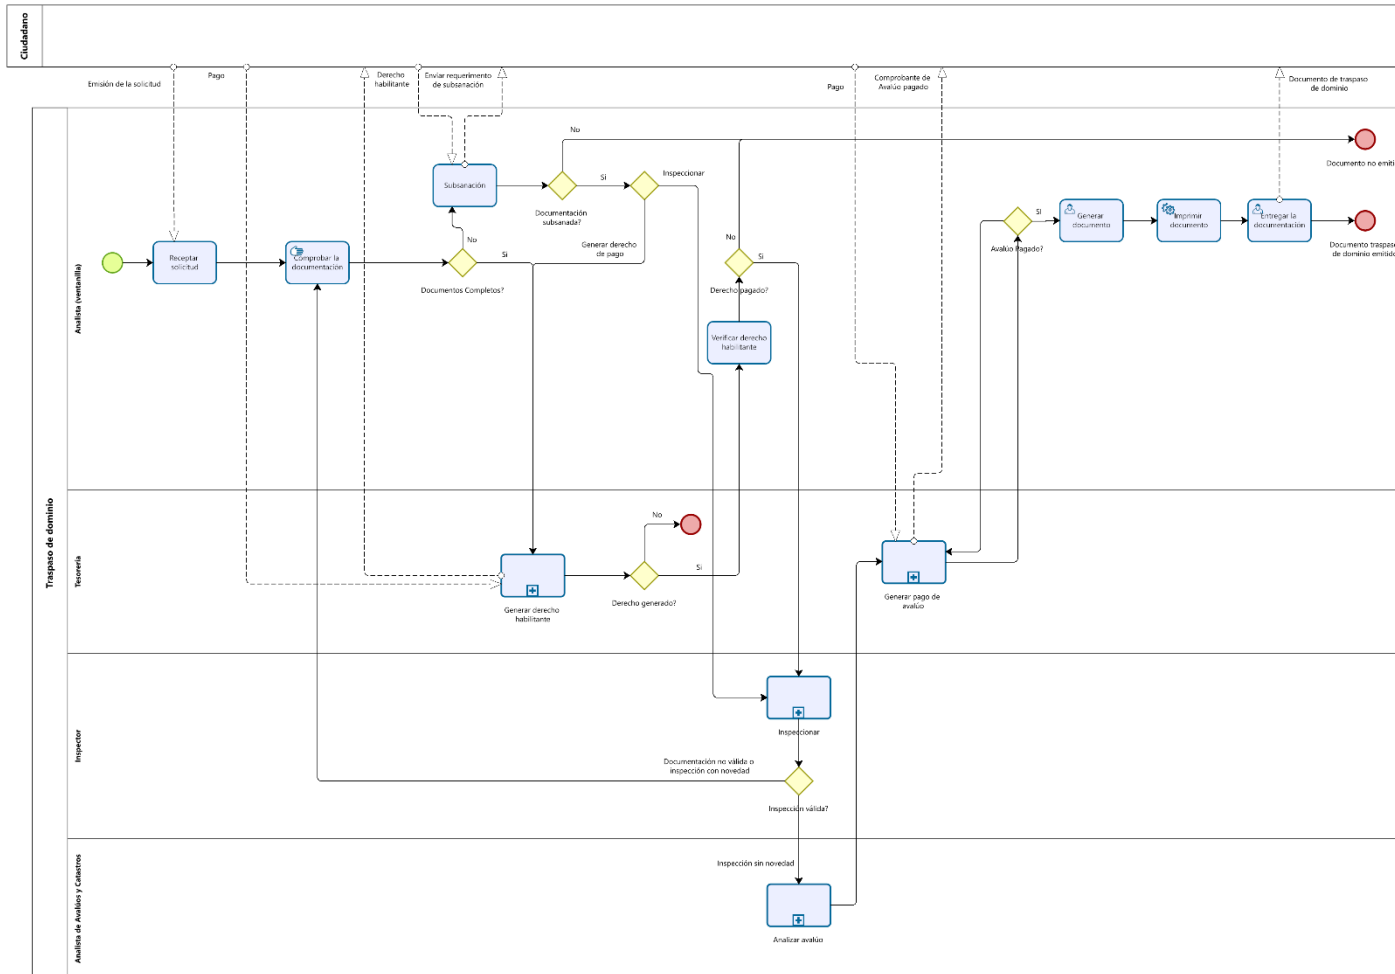 Ciudadano
Emisión de la solicitud
Pago
Derecho
habilitante
Enviar requerimento
de subsanación
Pago
Comprobante de
Avalúo pagado
Documento de traspaso
de dominio
Traspaso de dominio
Analista (ventanilla)
No
Documento no emiti
Subsanación
Si
Inspeccionar
Documentación
subsanada?
Generar derecho
de pago
Receptar
solicitud
Comprobar la
documentación
No
Si
Documentos Completos?
No
Si
Derecho pagado?
Verificar derecho
habilitante
Si
Avalúo Pagado?
Generar
documento
Imprimir
documento
Entregar la
documentación
Documento traspaso
de dominio emitido
Tesorería
No
Si
Generar derecho
habilitante
Derecho generado?
Generar pago de
avalúo
Inspector
Inspeccionar
Documentación no válida o
inspección con novedad
Inspección válida?
Analista de Avalúos y Catastros
Inspección sin novedad
Analizar avalúo